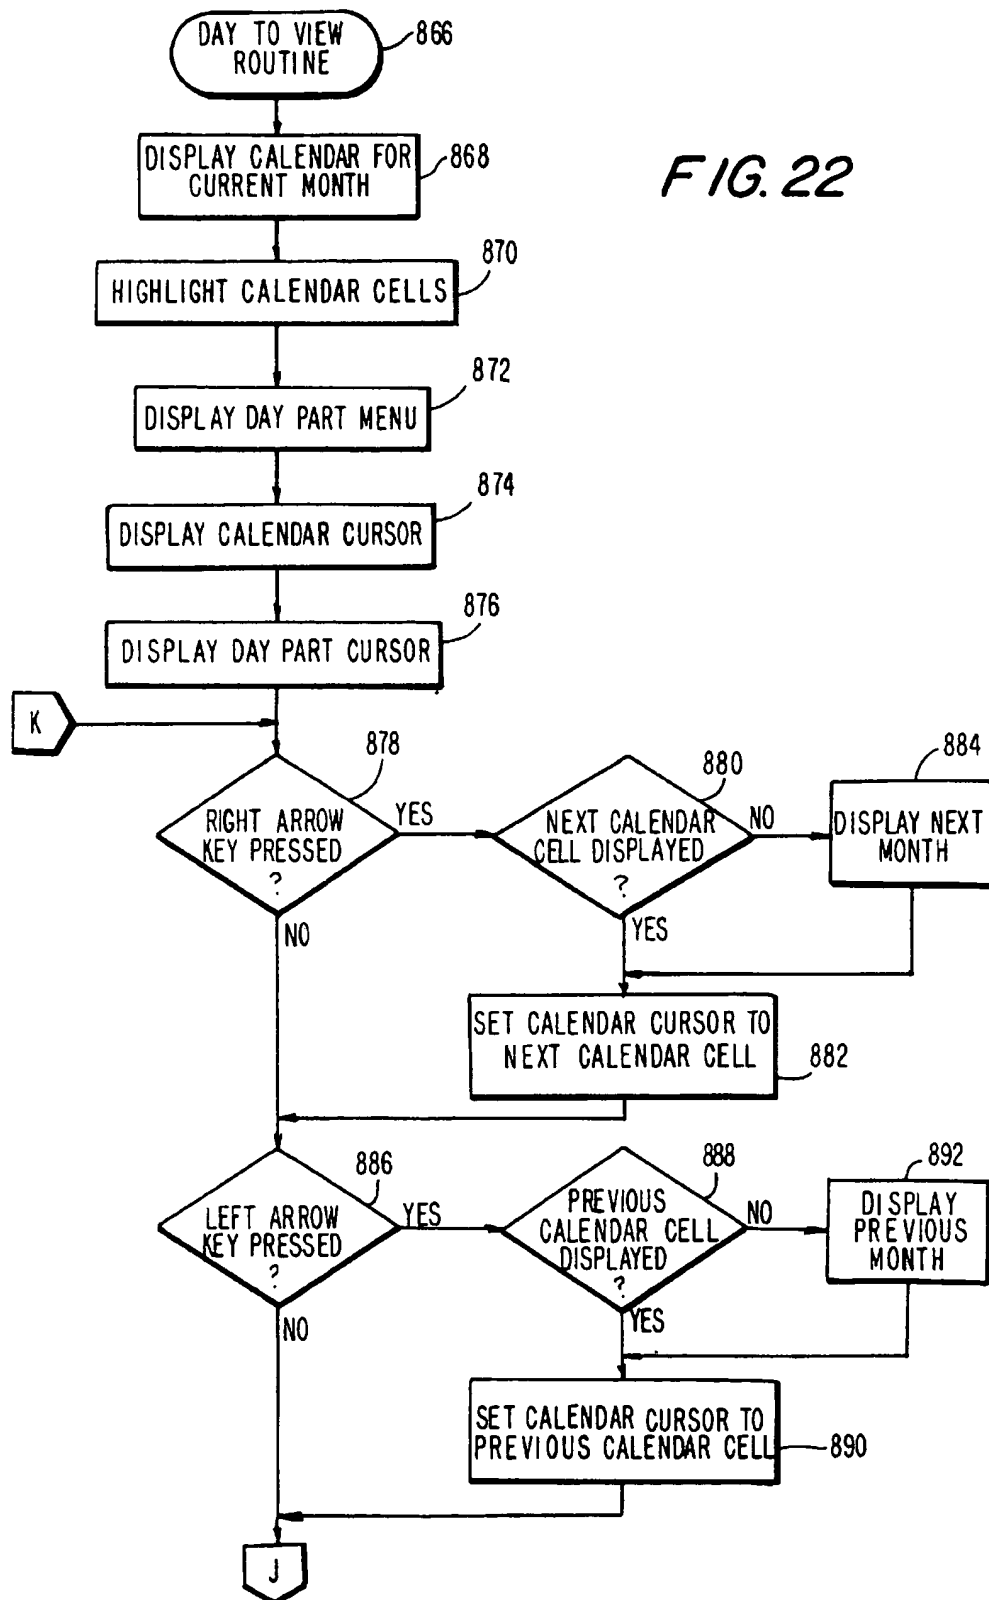 DAY TO VIEW
ROUTINE
866
DISPLAY CALENDAR FOR
CURRENT MONTH
868
FIG. 22
870
HIGHLIGHT CALENDAR CELLS
872
DISPLAY DAY PART MENU
874
DISPLAY CALENDAR CURSOR
876
DISPLAY DAY PART CURSOR
K
878
RIGHT ARROW
KEY PRESSED
?
YES
NO
880
NEXT CALENDAR
CELL DISPLAYED
?
NO
YES
884
DISPLAY NEXT
MONTH
SET CALENDAR CURSOR TO
NEXT CALENDAR CELL
882
886
LEFT ARROW
KEY PRESSED
?
YES
NO
888
PREVIOUS
CALENDAR CELL
DISPLAYED
?
NO
YES
892
DISPLAY
PREVIOUS
MONTH
SET CALENDAR CURSOR TO
PREVIOUS CALENDAR CELL
890
J